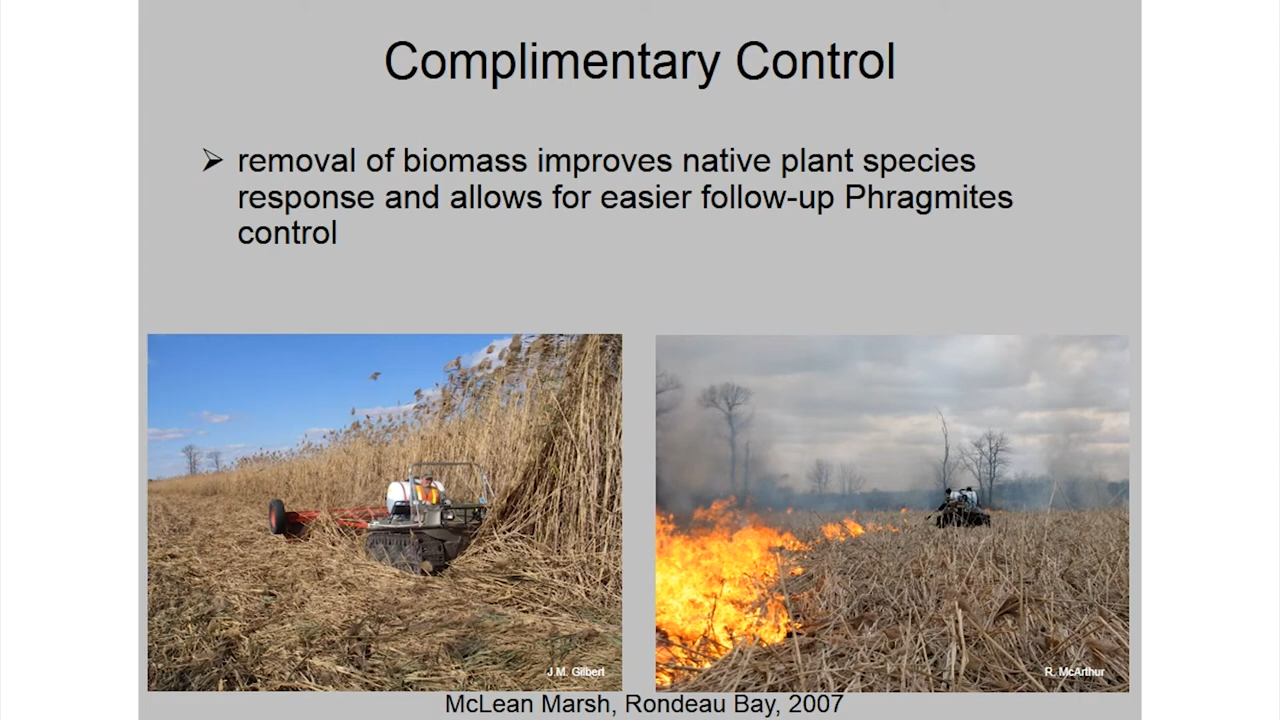 Complimentary Control
➢ removal of biomass improves native plant species
response and allows for easier follow-up Phragmites
control
J.M. Gilbert
R. McArthur
McLean Marsh, Rondeau Bay, 2007